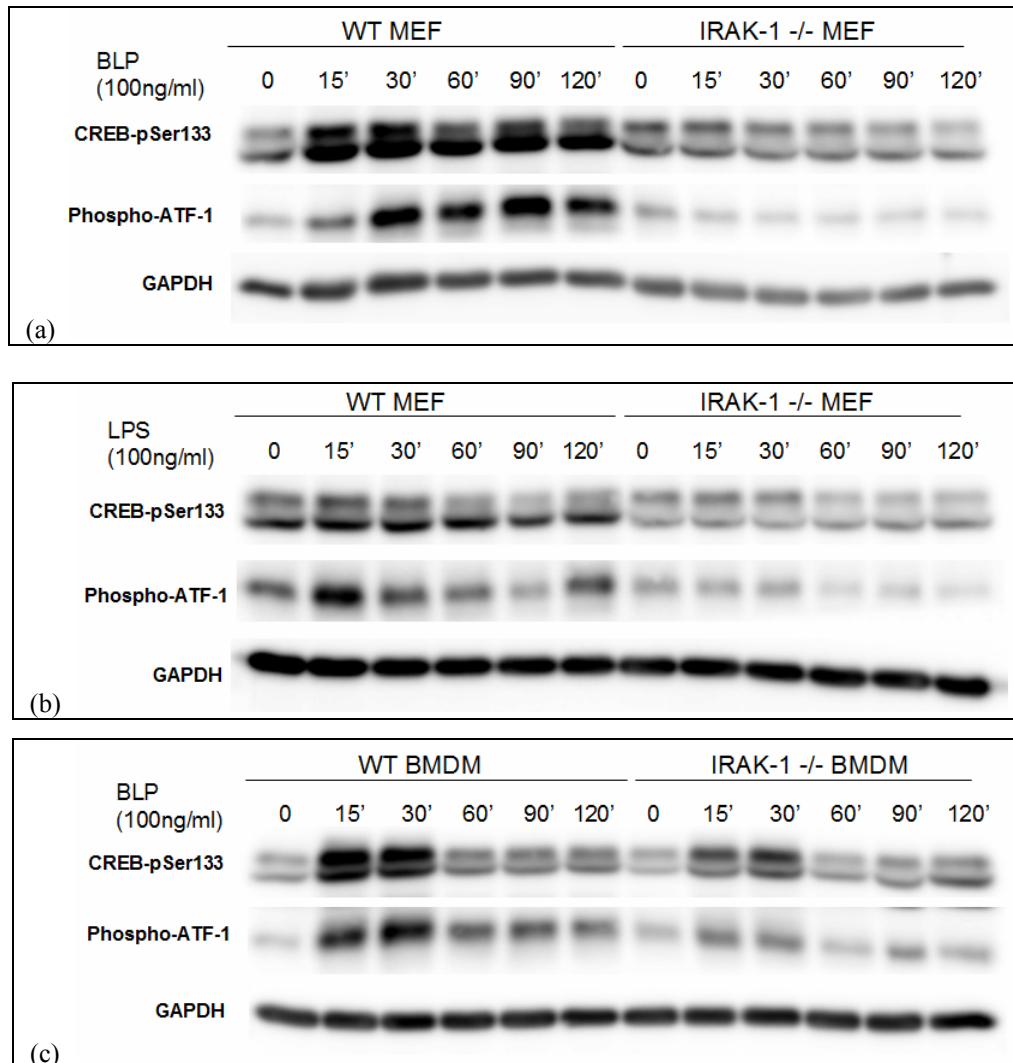 WT MEF IRAK-1 -/- MEF
BLP
(100ng/ml)
0 15’ 30’ 60’ 90’ 120’ 0 15’ 30’ 60’ 90’ 120’
CREB-pSer133
Phospho-ATF-1
GAPDH
(a)
WT MEF IRAK-1 -/- MEF
LPS
(100ng/ml)
0 15’ 30’ 60’ 90’ 120’ 0 15’ 30’ 60’ 90’ 120’
CREB-pSer133
Phospho-ATF-1
GAPDH
(b)
WT BMDM IRAK-1 -/- BMDM
BLP
(100ng/ml)
0 15’ 30’ 60’ 90’ 120’ 0 15’ 30’ 60’ 90’ 120’
CREB-pSer133
Phospho-ATF-1
GAPDH
(c)